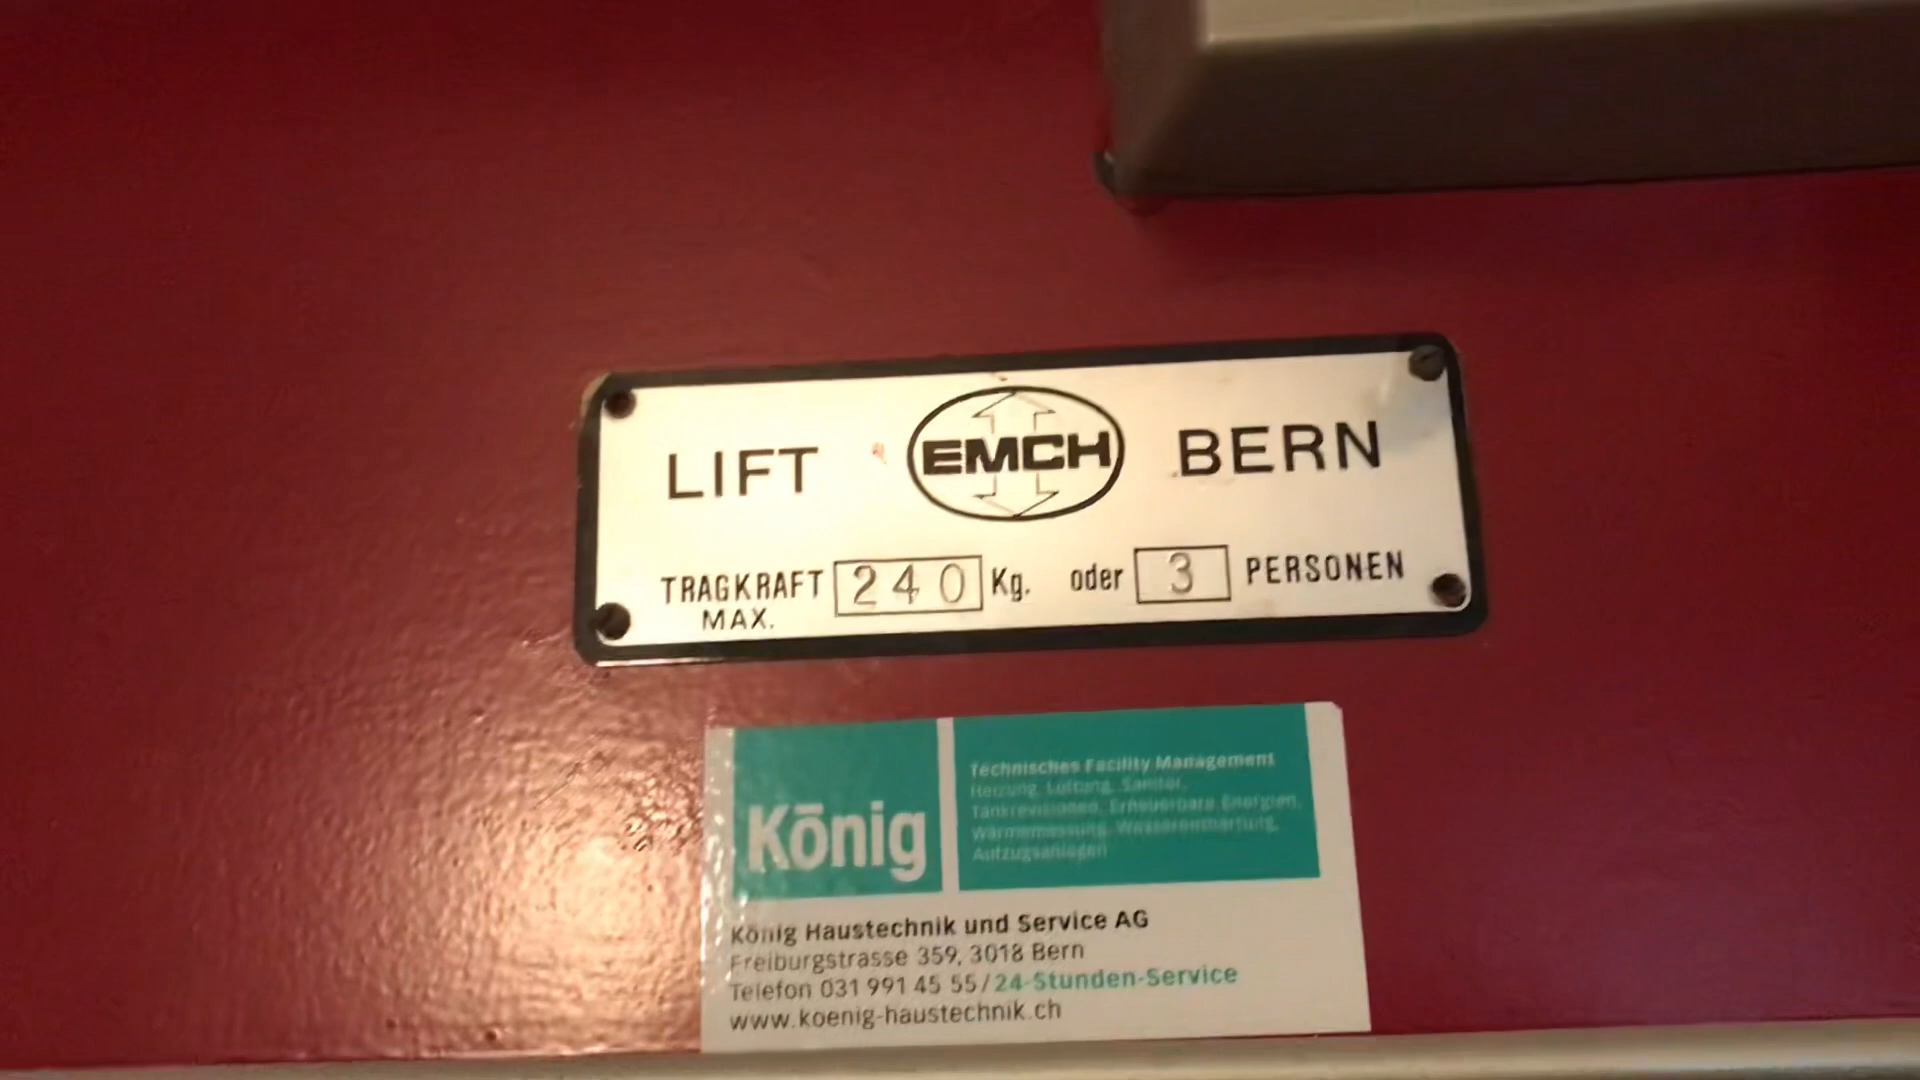 LIFT EMCH BERN
TRAGKRAFT 240 Kg. oder 3 PERSONEN
MAX.
König
Technisches Facility Management
Heizung, Lüftung, Sanitär,
Tankrevisionen, Erneuerbare Energien,
Wärmemessung, Wasserenthärtung,
Aufzugsanlagen
König Haustechnik und Service AG
Freiburgstrasse 359, 3018 Bern
Telefon 031 991 45 55/24-Stunden-Service
www.koenig-haustechnik.ch